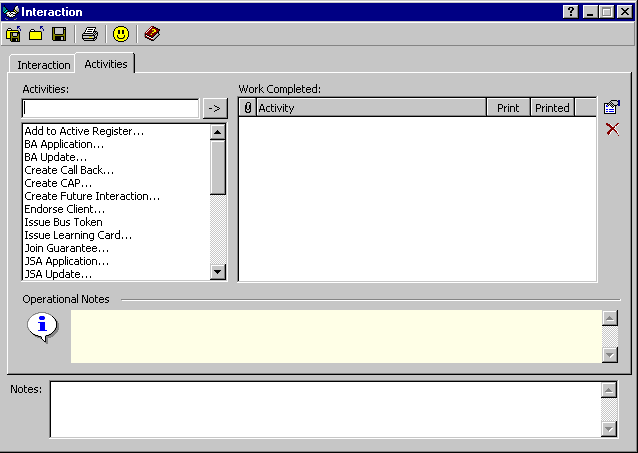 Interaction
Interaction Activities
Activities:
->
Add to Active Register...
BA Application...
BA Update...
Create Call Back...
Create CAP...
Create Future Interaction...
Endorse Client...
Issue Bus Token
Issue Learning Card...
Join Guarantee...
JSA Application...
JSA Update...
Work Completed:
Activity Print Printed
Operational Notes
Notes: